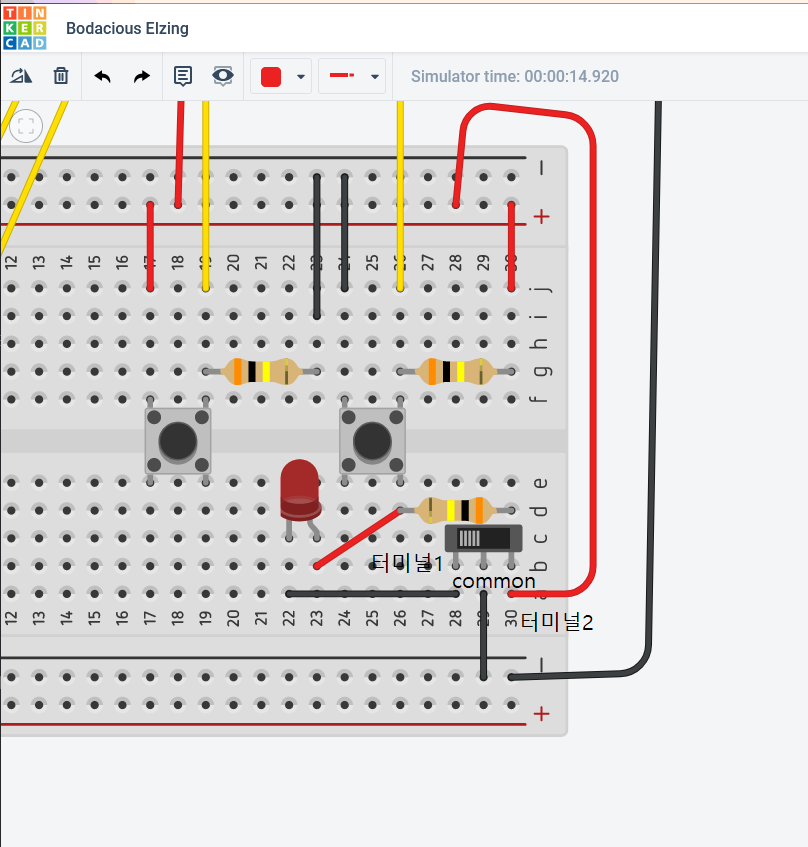 TIN
KER
CAD
Bodacious Elzing
Simulator time: 00:00:14.920
12 13 14 15 16 17 18 19 20 21 22 23 24 25 26 27 28 29 30
j
i
h
g
f
e
d
c
b
a
터미널1
common
터미널2
12 13 14 15 16 17 18 19 20 21 22 23 24 25 26 27 28 29 30